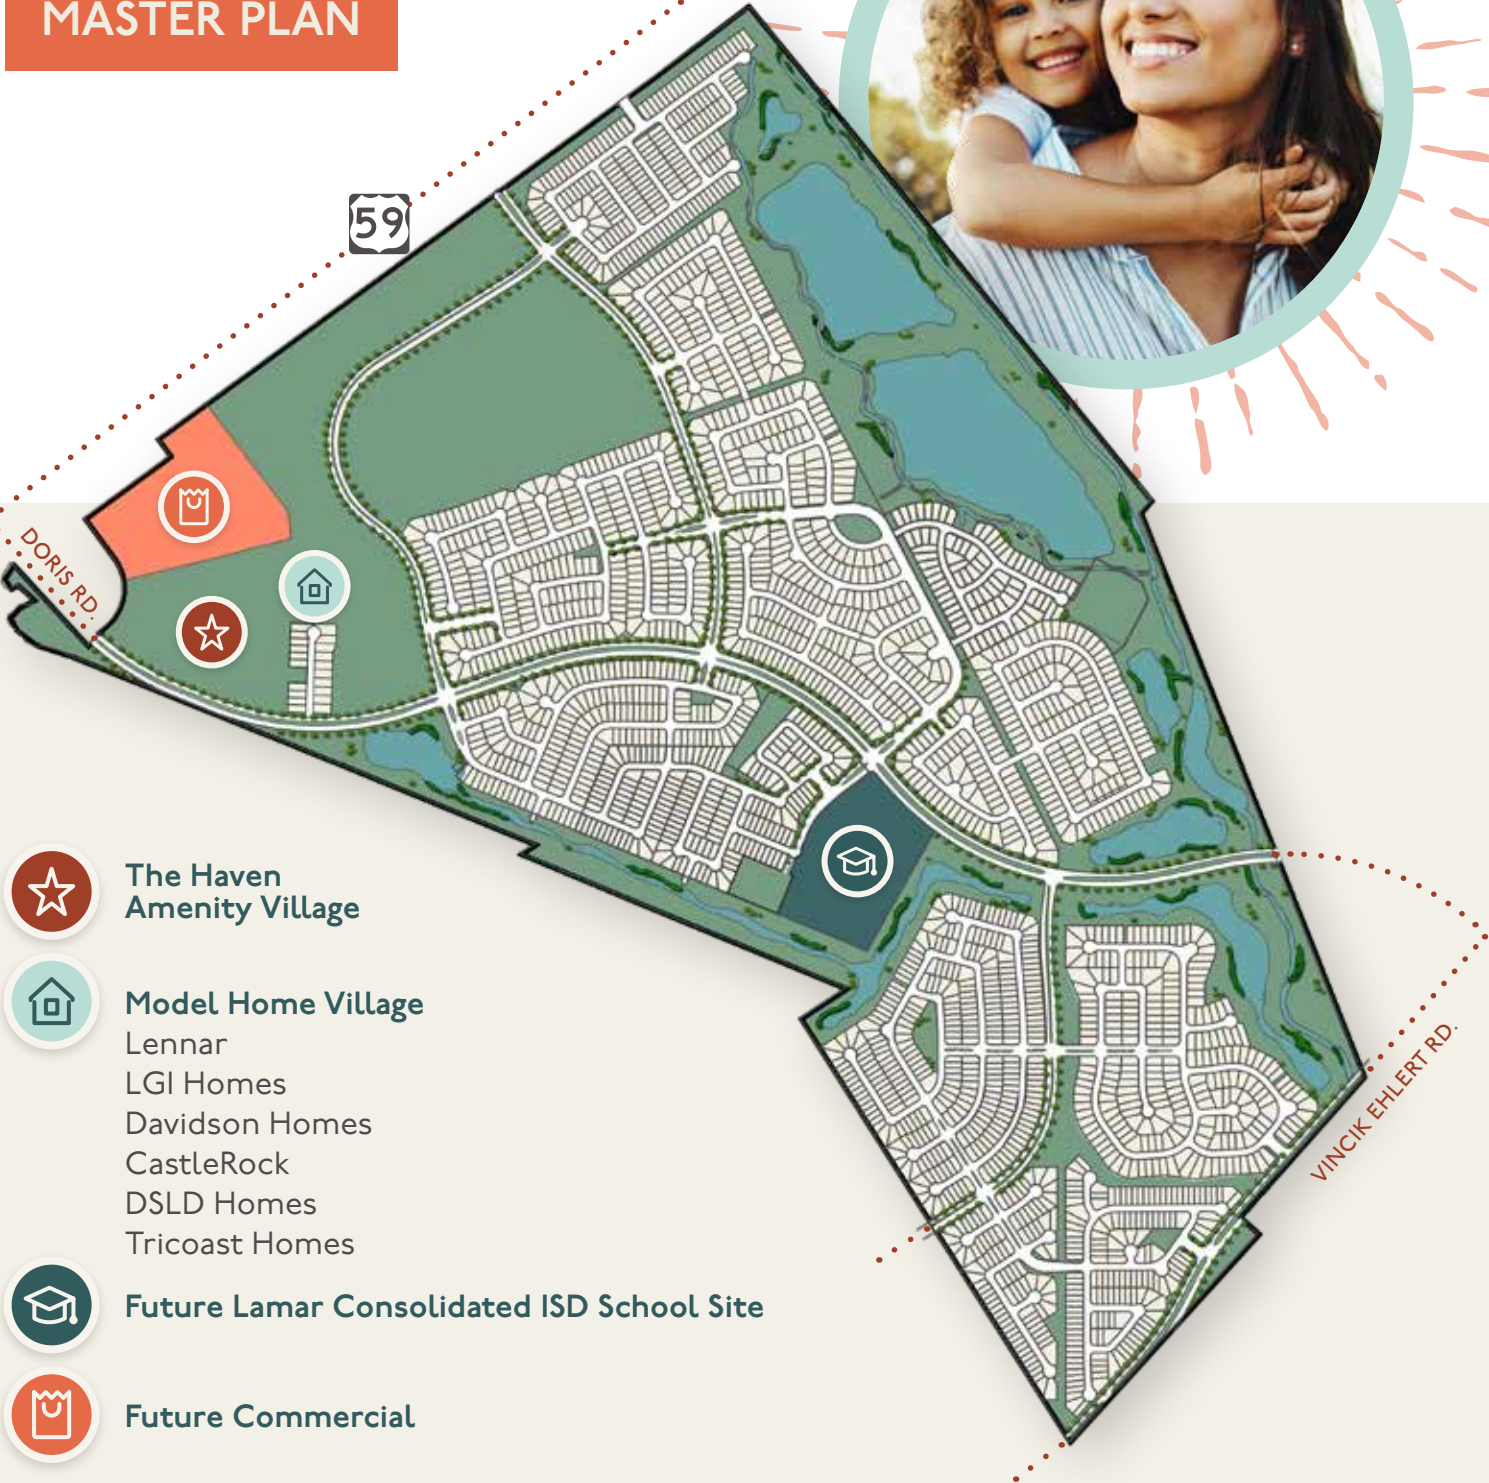 MASTER PLAN
59
DORIS RD.
VINCIK EHLERT RD.
The Haven
Amenity Village
Model Home Village
Lennar
LGI Homes
Davidson Homes
CastleRock
DSLD Homes
Tricoast Homes
Future Lamar Consolidated ISD School Site
Future Commercial